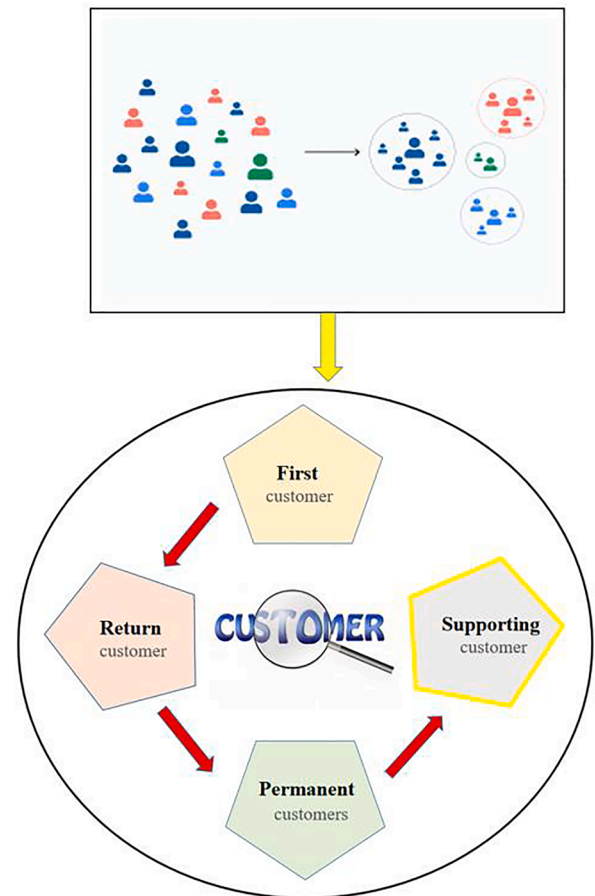 First
customer
Return
customer
CUSTOMER
Supporting
customer
Permanent
customers